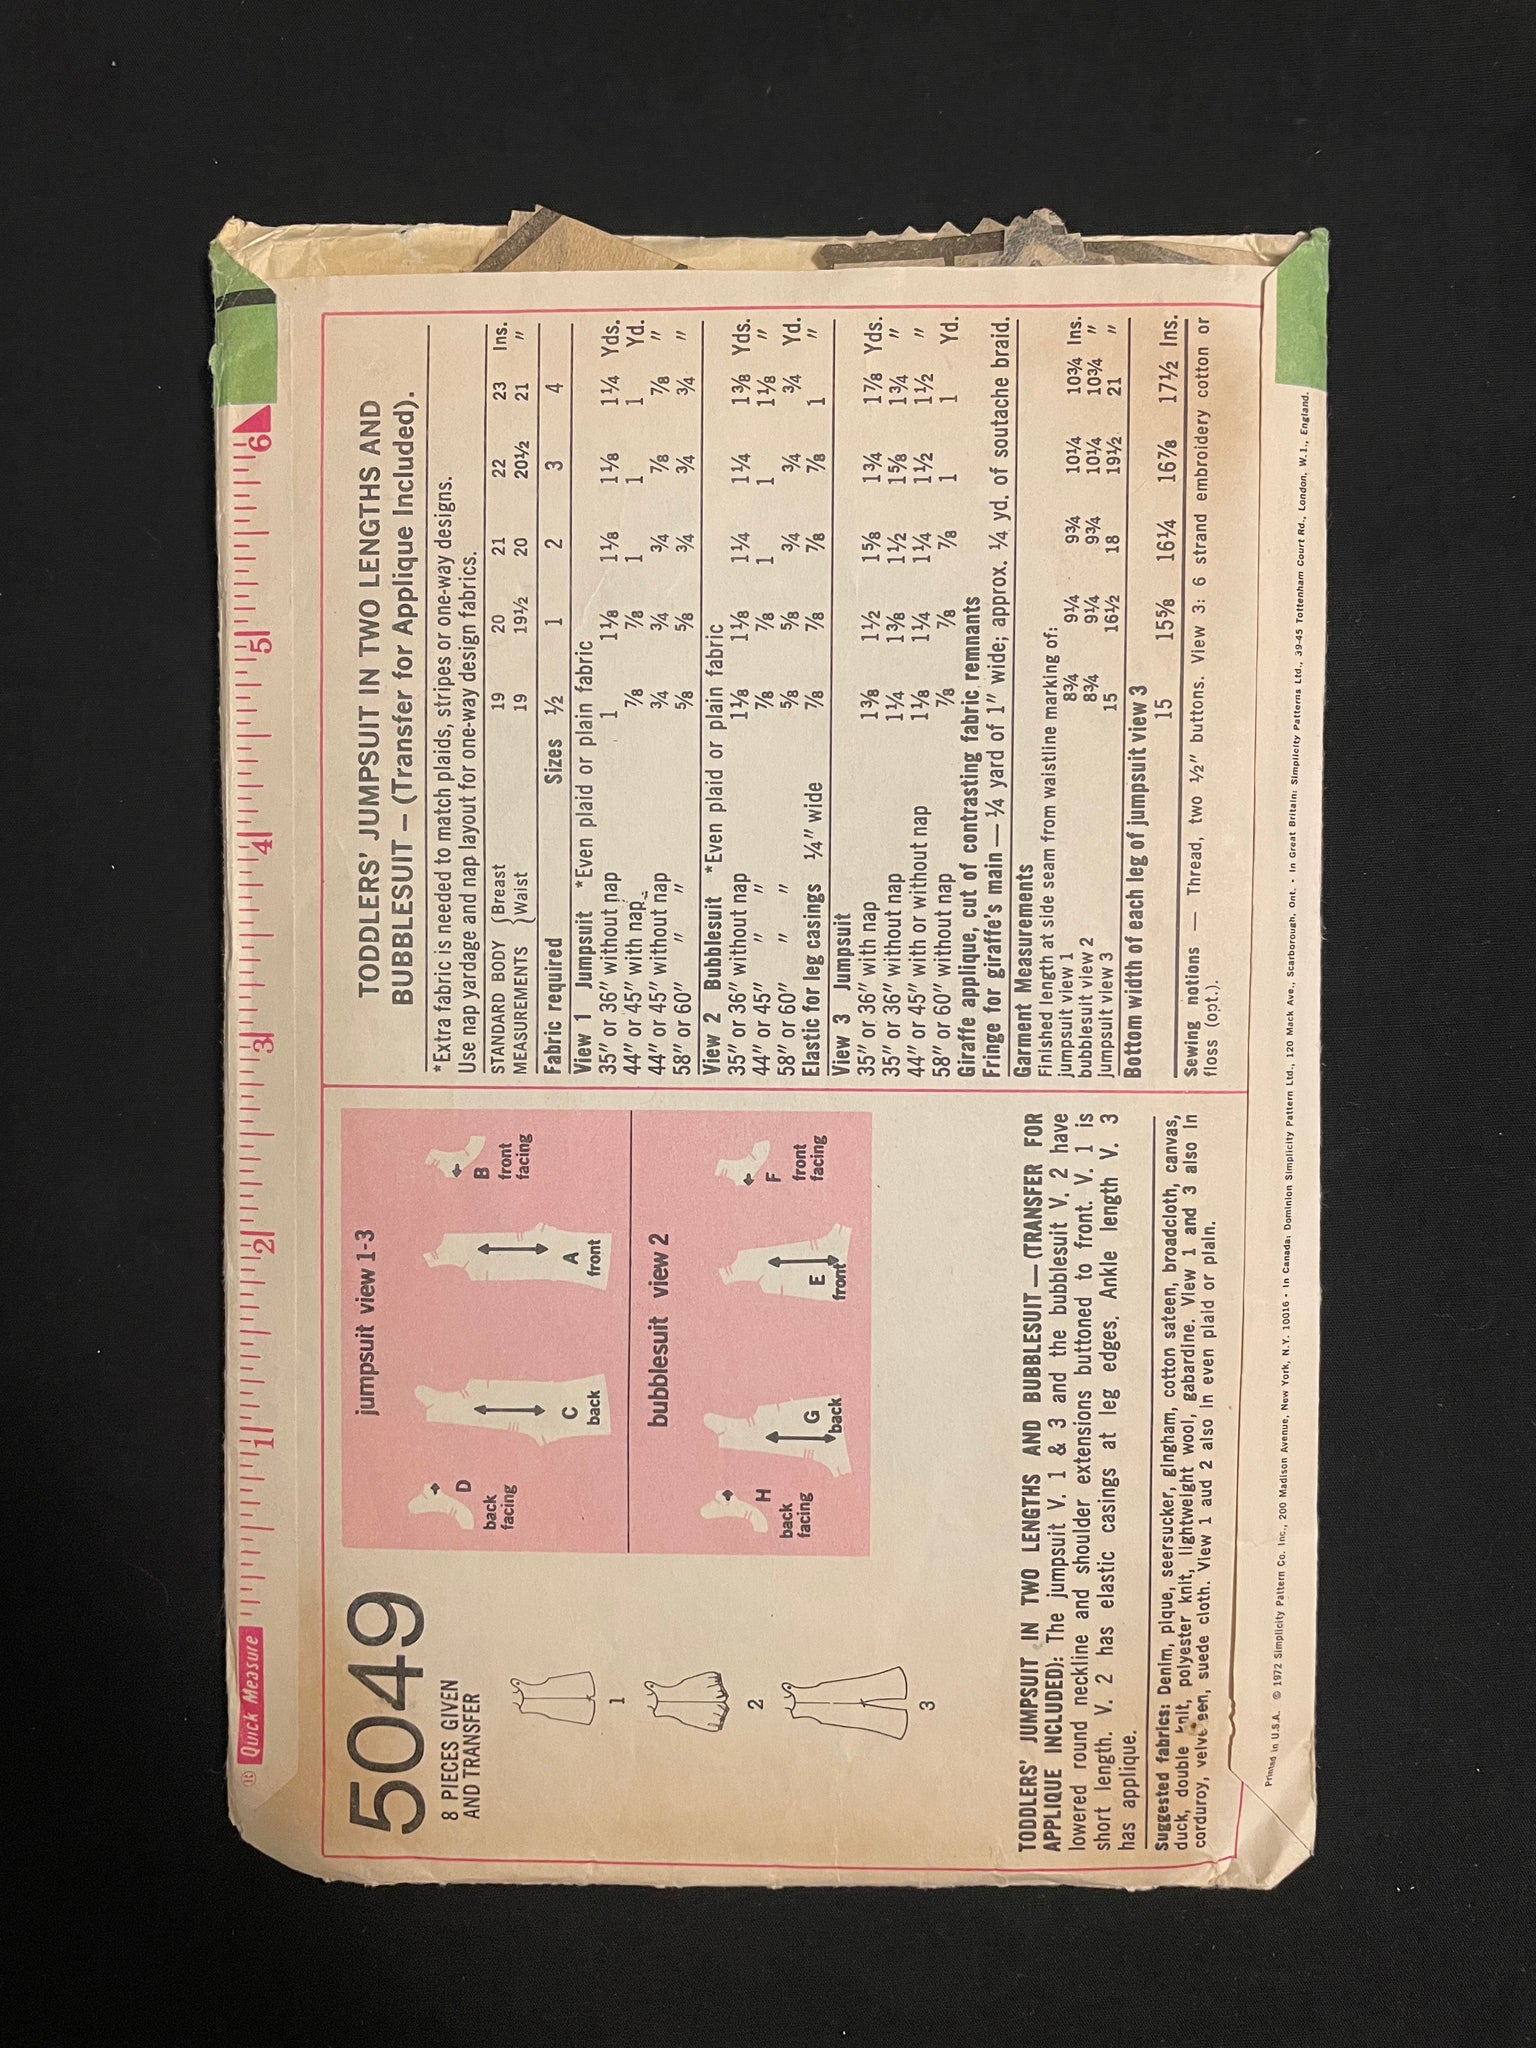 Quick Measure
1 2 3 4 5 6
5049
8 PIECES GIVEN
AND TRANSFER
1
2
3
jumpsuit view 1-3
D
back
facing
C
back
A
front
B
front
facing
bubblesuit view 2
H
back
facing
G
back
E
front
F
front
facing
TODDLERS' JUMPSUIT IN TWO LENGTHS AND BUBBLESUIT — (TRANSFER FOR
APPLIQUE INCLUDED): The jumpsuit V. 1 & 3 and the bubblesuit V. 2 have
lowered round neckline and shoulder extensions buttoned to front. V. 1 is
short length. V. 2 has elastic casings at leg edges. Ankle length V. 3
has applique.
Suggested fabrics: Denim, pique, seersucker, gingham, cotton sateen, broadcloth, canvas,
duck, double knit, polyester knit, lightweight wool, gabardine. View 1 and 3 also in
corduroy, velveteen, suede cloth. View 1 aud 2 also in even plaid or plain.
TODDLERS' JUMPSUIT IN TWO LENGTHS AND
BUBBLESUIT — (Transfer for Applique Included).
*Extra fabric is needed to match plaids, stripes or one-way designs.
Use nap yardage and nap layout for one-way design fabrics.
STANDARD BODY { Breast 19 20 21 22 23 Ins.
MEASUREMENTS { Waist 19 19½ 20 20½ 21 "
Fabric required Sizes ½ 1 2 3 4
View 1 Jumpsuit *Even plaid or plain fabric
35" or 36" without nap 1 1⅛ 1⅛ 1⅛ 1¼ Yds.
44" or 45" with nap ⅞ ⅞ 1 1 1 Yd.
44" or 45" without nap ¾ ¾ ¾ ⅞ ⅞ "
58" or 60" " ⅝ ⅝ ¾ ¾ ¾ "
View 2 Bubblesuit *Even plaid or plain fabric
35" or 36" without nap 1⅛ 1⅛ 1¼ 1¼ 1⅜ Yds.
44" or 45" " ⅞ ⅞ 1 1 1⅛ "
58" or 60" " ⅝ ⅝ ¾ ¾ ¾ Yd.
Elastic for leg casings ¼" wide ⅞ ⅞ ⅞ ⅞ 1 "
View 3 Jumpsuit
35" or 36" with nap 1⅜ 1½ 1⅝ 1¾ 1⅞ Yds.
35" or 36" without nap 1¼ 1⅜ 1½ 1⅝ 1¾ "
44" or 45" with or without nap 1⅛ 1¼ 1¼ 1½ 1½ "
58" or 60" without nap ⅞ ⅞ ⅞ 1 1 Yd.
Giraffe applique, cut of contrasting fabric remnants
Fringe for giraffe's main — ¼ yard of 1" wide; approx. ¼ yd. of soutache braid.
Garment Measurements
Finished length at side seam from waistline marking of:
jumpsuit view 1 8¾ 9¼ 9¾ 10¼ 10¾ Ins.
bubblesuit view 2 8¾ 9¼ 9¾ 10¼ 10¾ "
jumpsuit view 3 15 16½ 18 19½ 21 "
Bottom width of each leg of jumpsuit view 3
15 15⅝ 16¼ 16⅞ 17½ Ins.
Sewing notions — Thread, two ½" buttons. View 3: 6 strand embroidery cotton or
floss (opt.).
Printed in U.S.A. © 1972 Simplicity Pattern Co. Inc., 200 Madison Avenue, New York, N.Y. 10016 • In Canada: Dominion Simplicity Pattern Ltd., 120 Mack Ave., Scarborough, Ont. • In Great Britain: Simplicity Patterns Ltd., 39-45 Tottenham Court Rd., London, W.1., England.